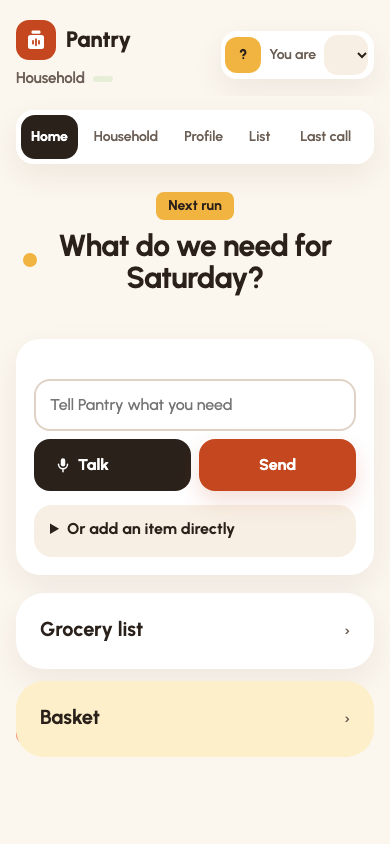 Pantry
Household
?
You are
Home
Household
Profile
List
Last call
Next run
What do we need for
Saturday?
Tell Pantry what you need
Talk
Send
Or add an item directly
Grocery list
Basket